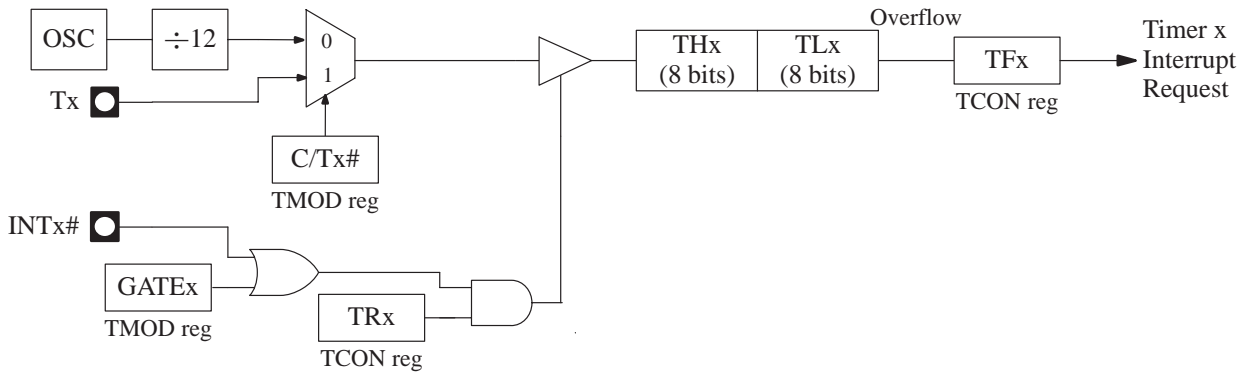 OSC
÷12
0
1
Tx
C/Tx#
TMOD reg
THx
(8 bits)
TLx
(8 bits)
Overflow
TFx
TCON reg
Timer x
Interrupt
Request
INTx#
GATEx
TMOD reg
TRx
TCON reg